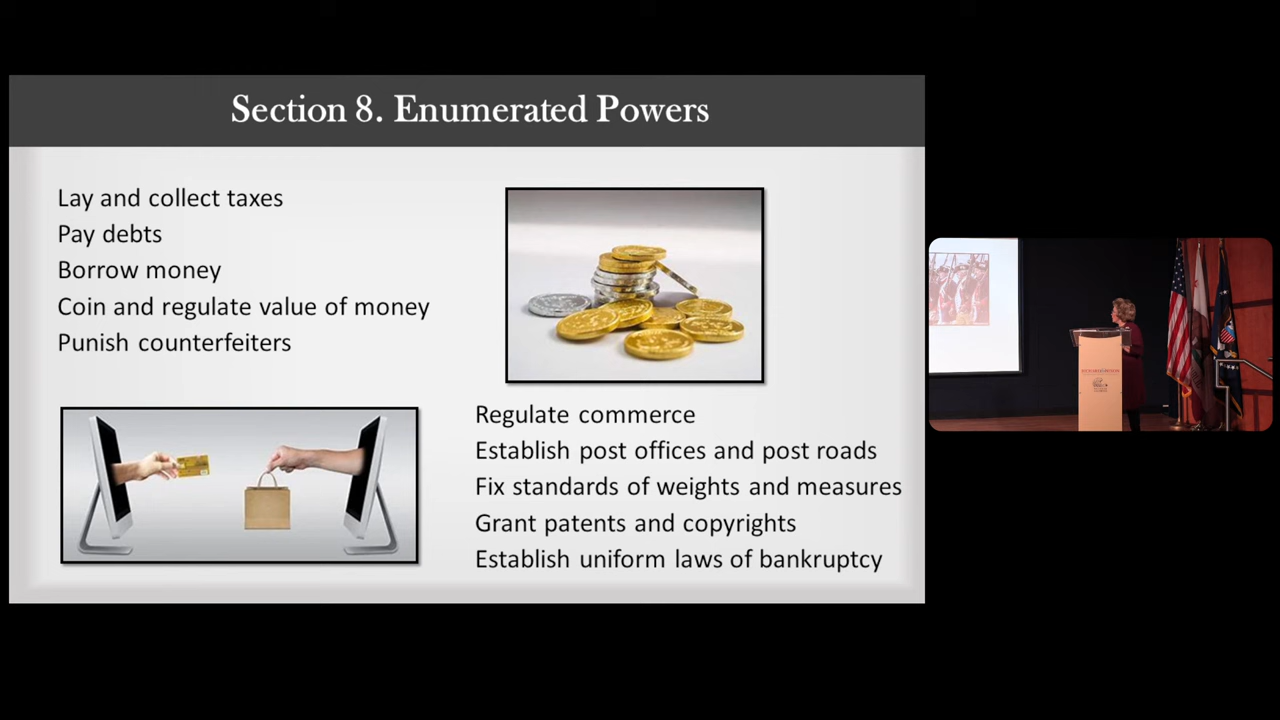 Section 8. Enumerated Powers
Lay and collect taxes
Pay debts
Borrow money
Coin and regulate value of money
Punish counterfeiters
Regulate commerce
Establish post offices and post roads
Fix standards of weights and measures
Grant patents and copyrights
Establish uniform laws of bankruptcy